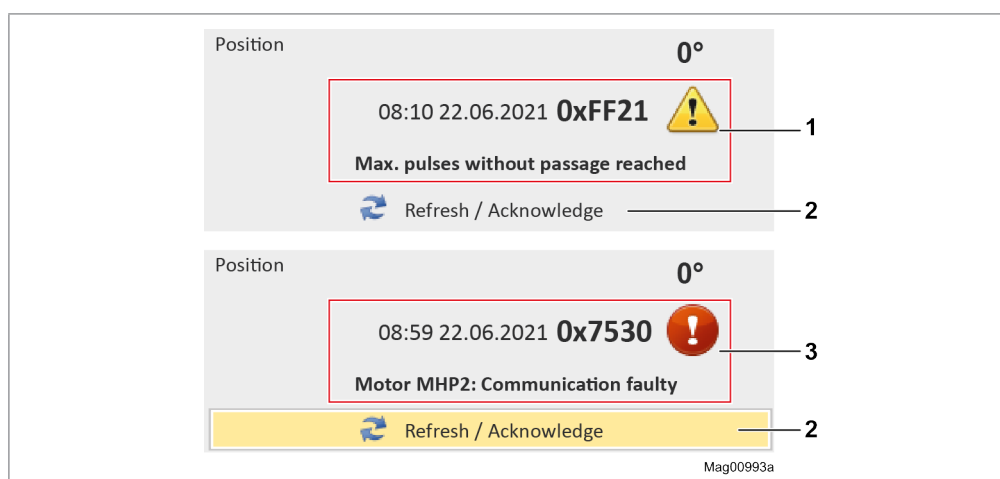 Position
0°
08:10 22.06.2021 0xFF21
1
Max. pulses without passage reached
Refresh / Acknowledge
2
Position
0°
08:59 22.06.2021 0x7530
3
Motor MHP2: Communication faulty
Refresh / Acknowledge
2
Mag00993a